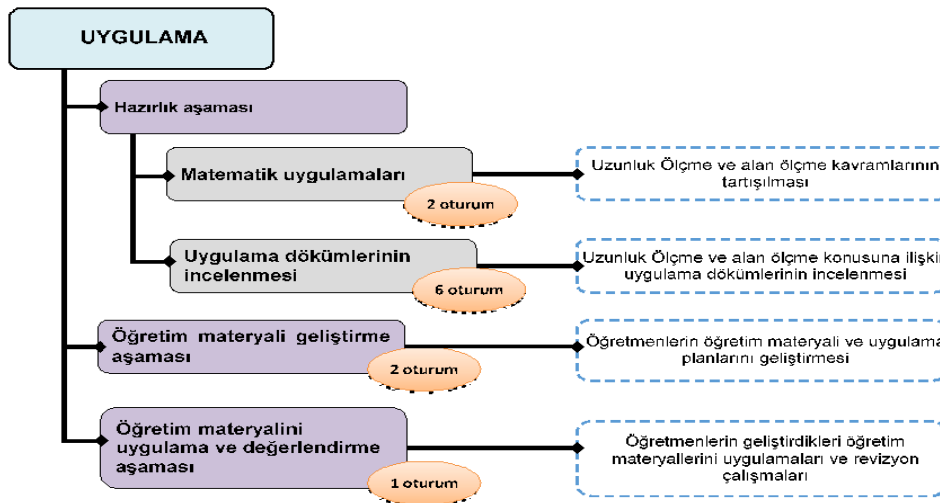 UYGULAMA
Hazırlık aşaması
Matematik uygulamaları
2 oturum
Uzunluk Ölçme ve alan ölçme kavramlarının
tartışılması
Uygulama dökümlerinin
incelenmesi
6 oturum
Uzunluk Ölçme ve alan ölçme konusuna ilişkin
uygulama dökümlerinin incelenmesi
Öğretim materyali geliştirme
aşaması
2 oturum
Öğretmenlerin öğretim materyali ve uygulama
planlarını geliştirmesi
Öğretim materyalini
uygulama ve değerlendirme
aşaması
1 oturum
Öğretmenlerin geliştirdikleri öğretim
materyallerini uygulamaları ve revizyon
çalışmaları